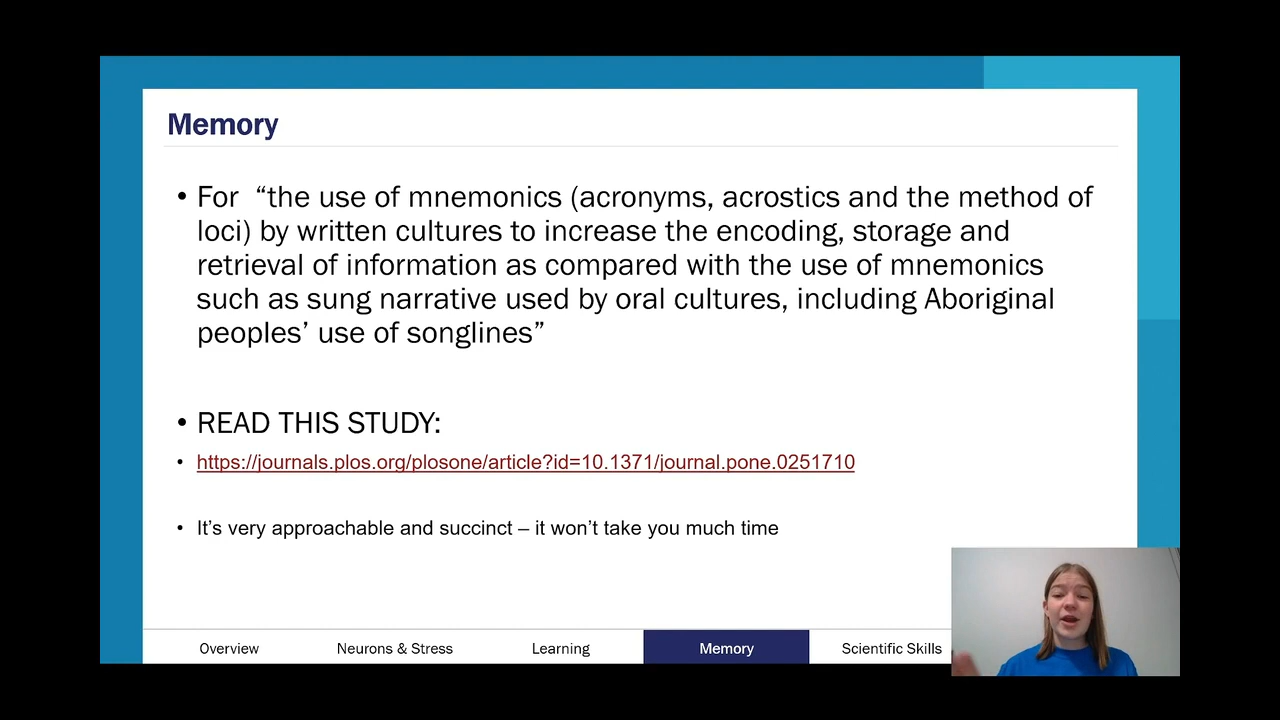 Memory
• For “the use of mnemonics (acronyms, acrostics and the method of
loci) by written cultures to increase the encoding, storage and
retrieval of information as compared with the use of mnemonics
such as sung narrative used by oral cultures, including Aboriginal
peoples’ use of songlines”
• READ THIS STUDY:
• https://journals.plos.org/plosone/article?id=10.1371/journal.pone.0251710
• It’s very approachable and succinct – it won’t take you much time
Overview Neurons & Stress Learning Memory Scientific Skills